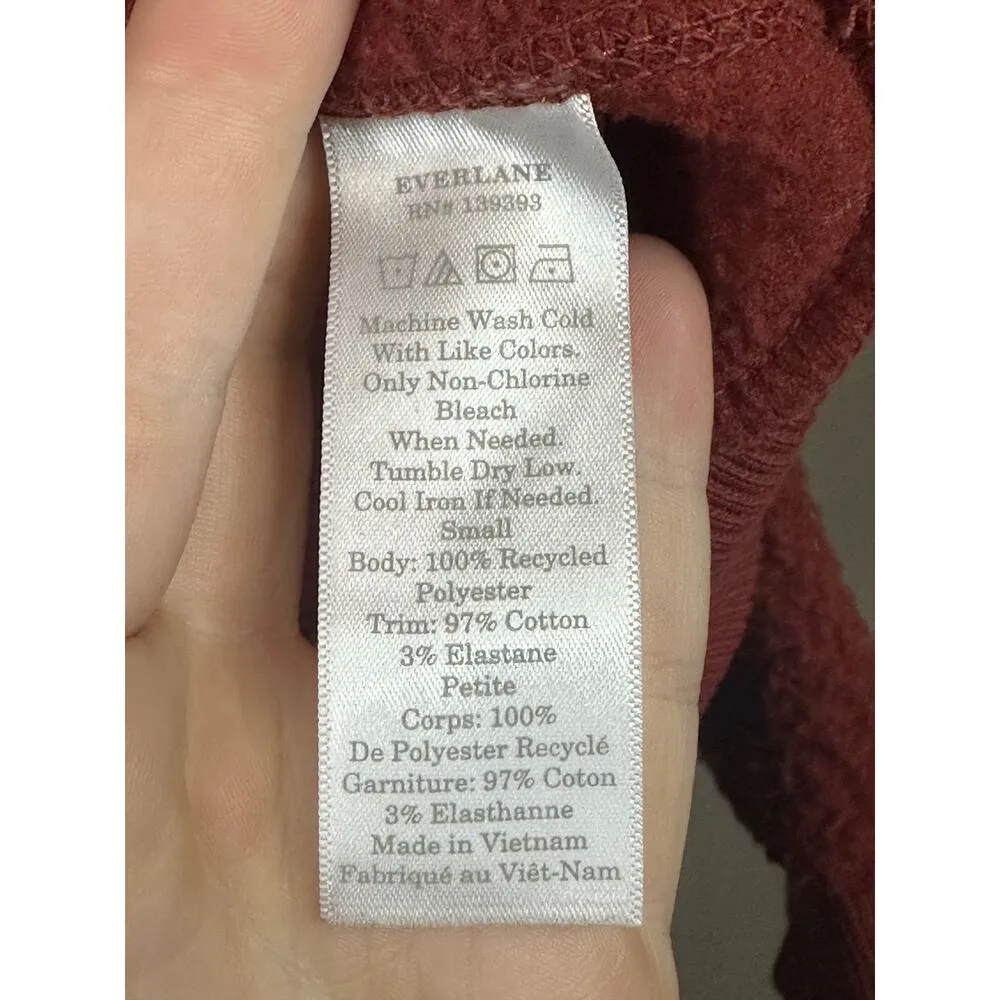 EVERLANE
RN# 139393
Machine Wash Cold
With Like Colors.
Only Non-Chlorine
Bleach
When Needed.
Tumble Dry Low.
Cool Iron If Needed.
Small
Body: 100% Recycled
Polyester
Trim: 97% Cotton
3% Elastane
Petite
Corps: 100%
De Polyester Recyclé
Garniture: 97% Coton
3% Elasthanne
Made in Vietnam
Fabriqué au Viêt-Nam